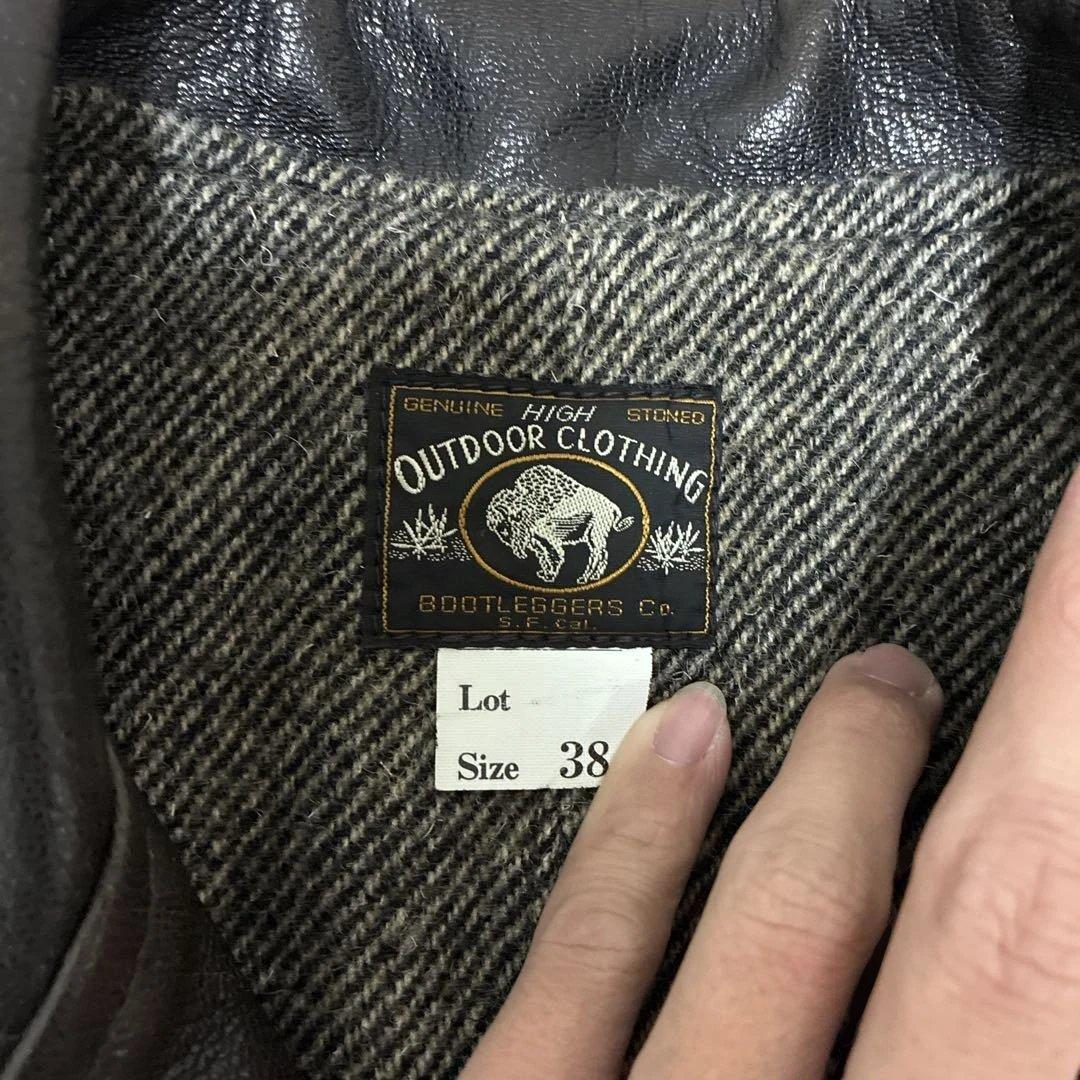 GENUINE HIGH STONED
OUTDOOR CLOTHING
BOOTLEGGERS Co.
S.F. Cal.
Lot
Size 38